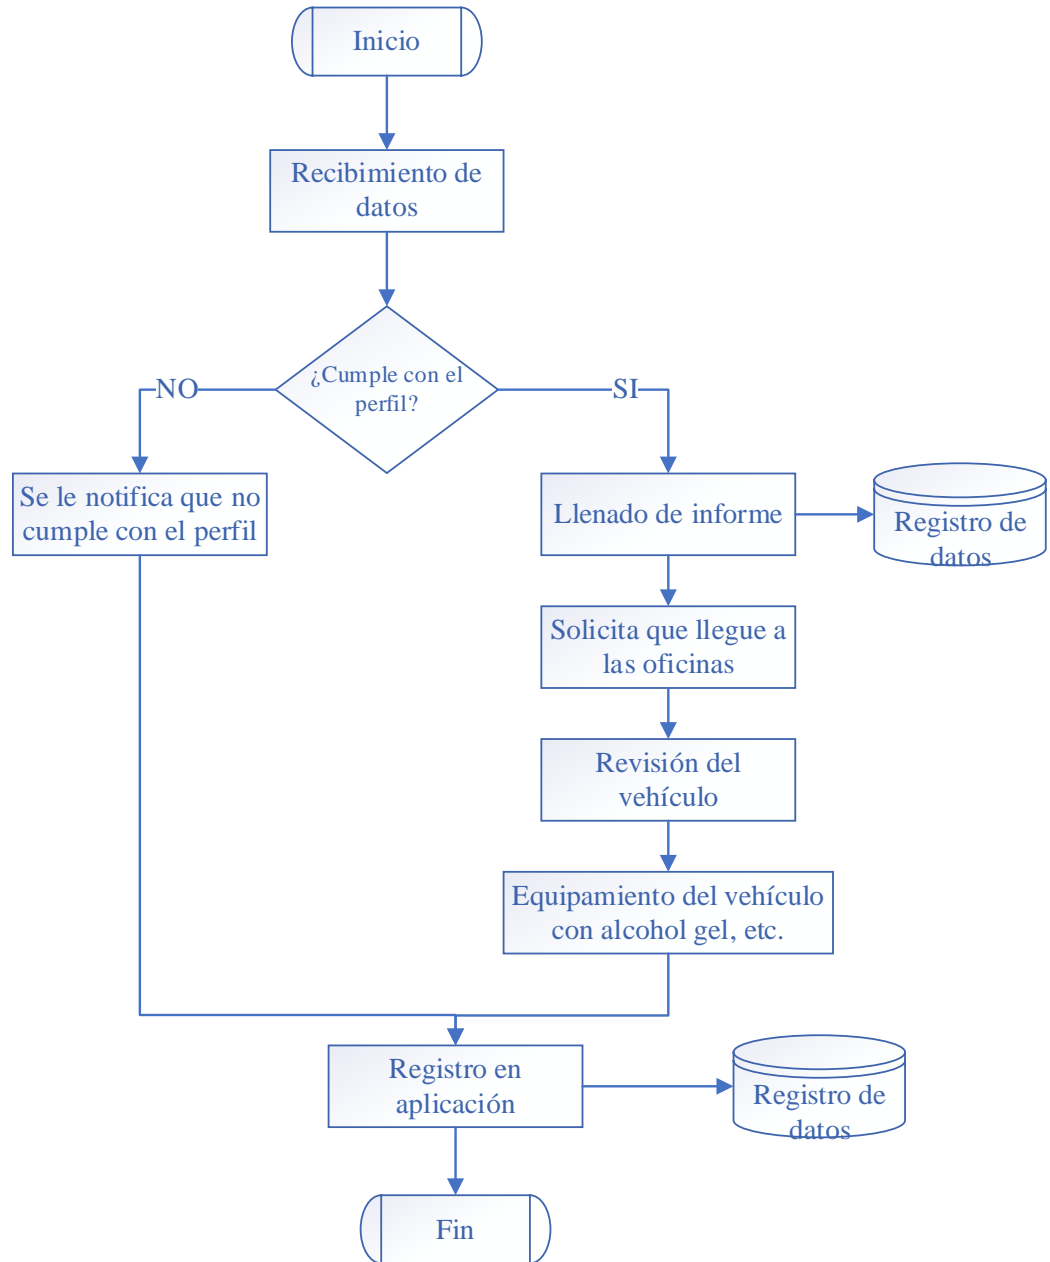 Inicio
Recibimiento de
datos
¿Cumple con el
perfil?
NO
SI
Se le notifica que no
cumple con el perfil
Llenado de informe
Registro de
datos
Solicita que llegue a
las oficinas
Revisión del
vehículo
Equipamiento del vehículo
con alcohol gel, etc.
Registro en
aplicación
Registro de
datos
Fin